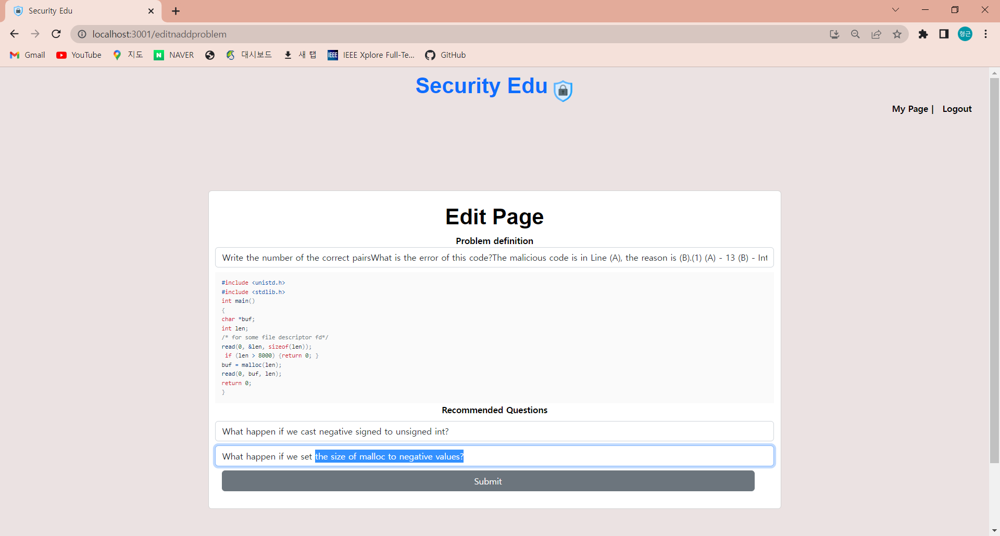 Security Edu
localhost:3001/editnaddproblem
형근
Gmail YouTube 지도 NAVER 대시보드 새 탭 IEEE IEEE Xplore Full-Te... GitHub
Security Edu
My Page | Logout
Edit Page
Problem definition
Write the number of the correct pairsWhat is the error of this code?The malicious code is in Line (A), the reason is (B).(1) (A) - 13 (B) - Int
#include <unistd.h>
#include <stdlib.h>
int main()
{
char *buf;
int len;
/* for some file descriptor fd*/
read(0, &len, sizeof(len));
if (len > 8000) {return 0; }
buf = malloc(len);
read(0, buf, len);
return 0;
}
Recommended Questions
What happen if we cast negative signed to unsigned int?
What happen if we set the size of malloc to negative values?
Submit